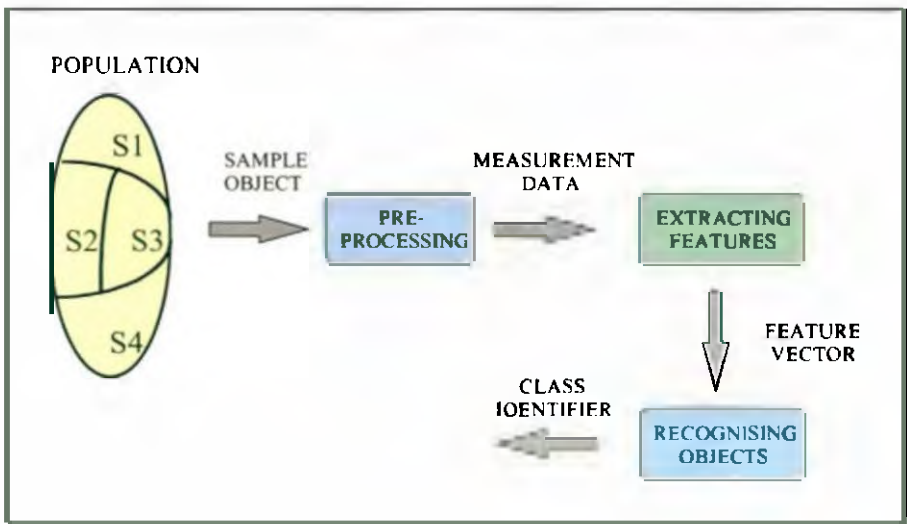 POPULATION
S1
S2
S3
S4
SAMPLE
OBJECT
PRE-
PROCESSING
MEASUREMENT
DATA
EXTRACTING
FEATURES
FEATURE
VECTOR
RECOGNISING
OBJECTS
CLASS
IOENTIFIER